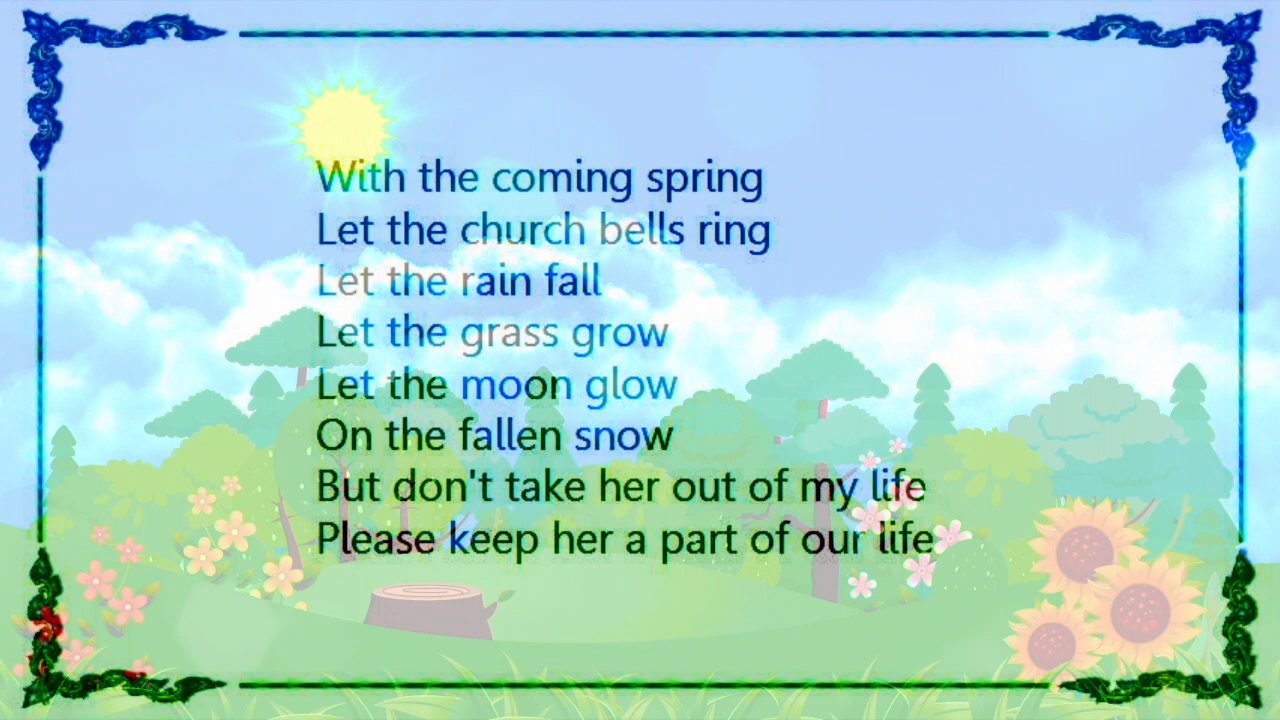 With the coming spring
Let the church bells ring
Let the rain fall
Let the grass grow
Let the moon glow
On the fallen snow
But don't take her out of my life
Please keep her a part of our life